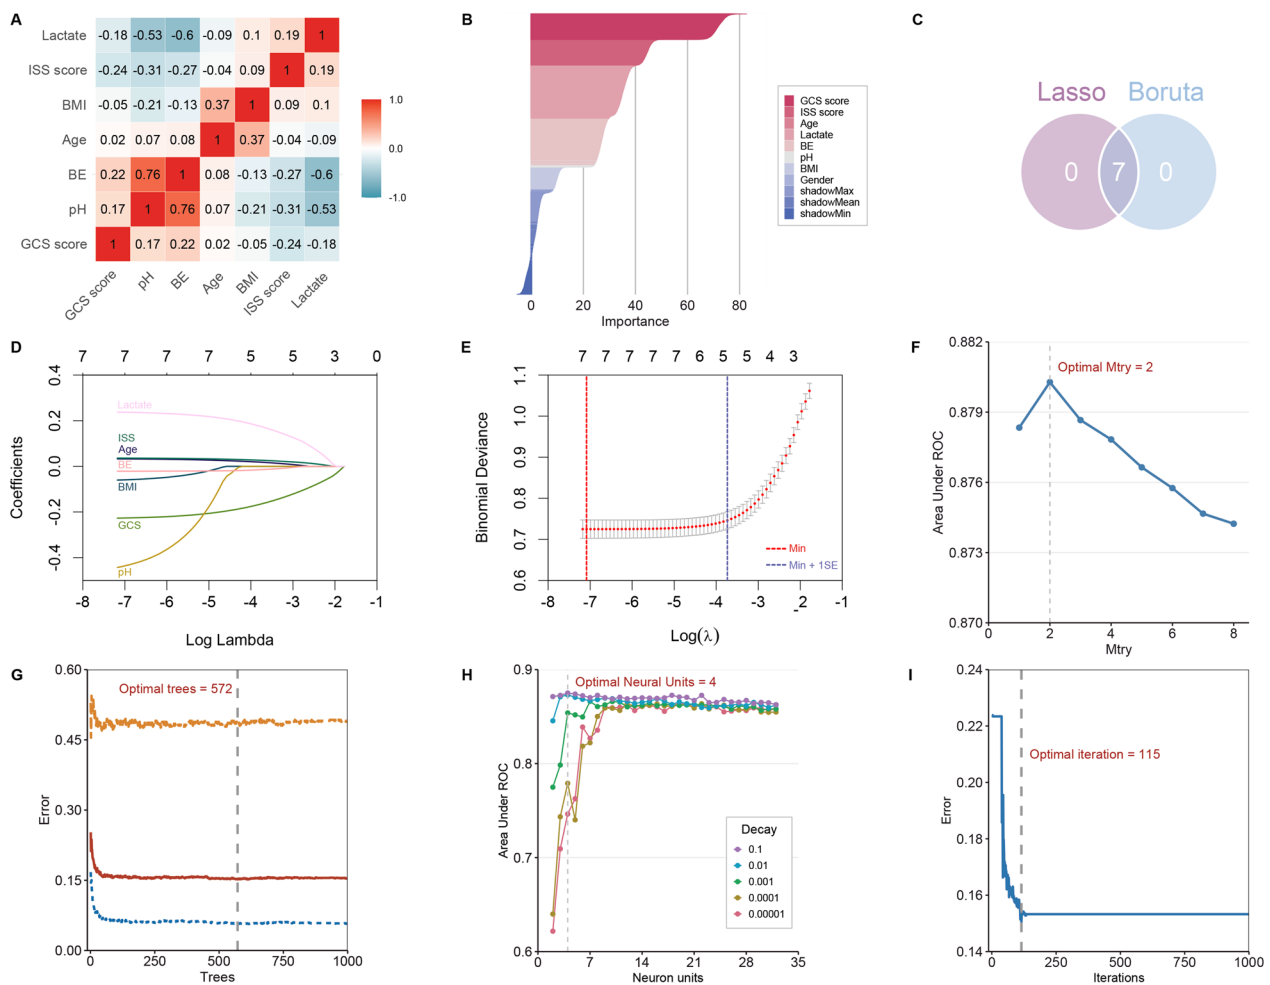 A
Lactate -0.18 -0.53 -0.6 -0.09 0.1 0.19 1
ISS score -0.24 -0.31 -0.27 -0.04 0.09 1 0.19
BMI -0.05 -0.21 -0.13 0.37 1 0.09 0.1
Age 0.02 0.07 0.08 1 0.37 -0.04 -0.09
BE 0.22 0.76 1 0.08 -0.13 -0.27 -0.6
pH 0.17 1 0.76 0.07 -0.21 -0.31 -0.53
GCS score 1 0.17 0.22 0.02 -0.05 -0.24 -0.18
GCS score pH BE Age BMI ISS score Lactate
1.0
0.5
0.0
-0.5
-1.0
B
GCS score
ISS score
Age
Lactate
BE
pH
BMI
Gender
shadowMax
shadowMean
shadowMin
0 20 40 60 80
Importance
C
Lasso Boruta
0 7 0
D
7 7 7 7 5 5 3 0
0.4
0.2
0.0
-0.2
-0.4
Coefficients
Lactate
ISS
Age
BE
BMI
GCS
pH
-8 -7 -6 -5 -4 -3 -2 -1
Log Lambda
E
7 7 7 7 7 6 5 5 4 3
1.1
1.0
0.9
0.8
0.7
0.6
Binomial Deviance
Min
Min + 1SE
-8 -7 -6 -5 -4 -3 -2 -1
Log(λ)
F
0.882
0.879
0.876
0.873
0.870
Area Under ROC
Optimal Mtry = 2
0 2 4 6 8
Mtry
G
0.60
0.45
0.30
0.15
0.00
Error
Optimal trees = 572
0 250 500 750 1000
Trees
H
0.9
0.8
0.7
0.6
Area Under ROC
Optimal Neural Units = 4
Decay
0.1
0.01
0.001
0.0001
0.00001
0 7 14 21 28 35
Neuron units
I
0.24
0.22
0.20
0.18
0.16
0.14
Error
Optimal iteration = 115
0 250 500 750 1000
Iterations